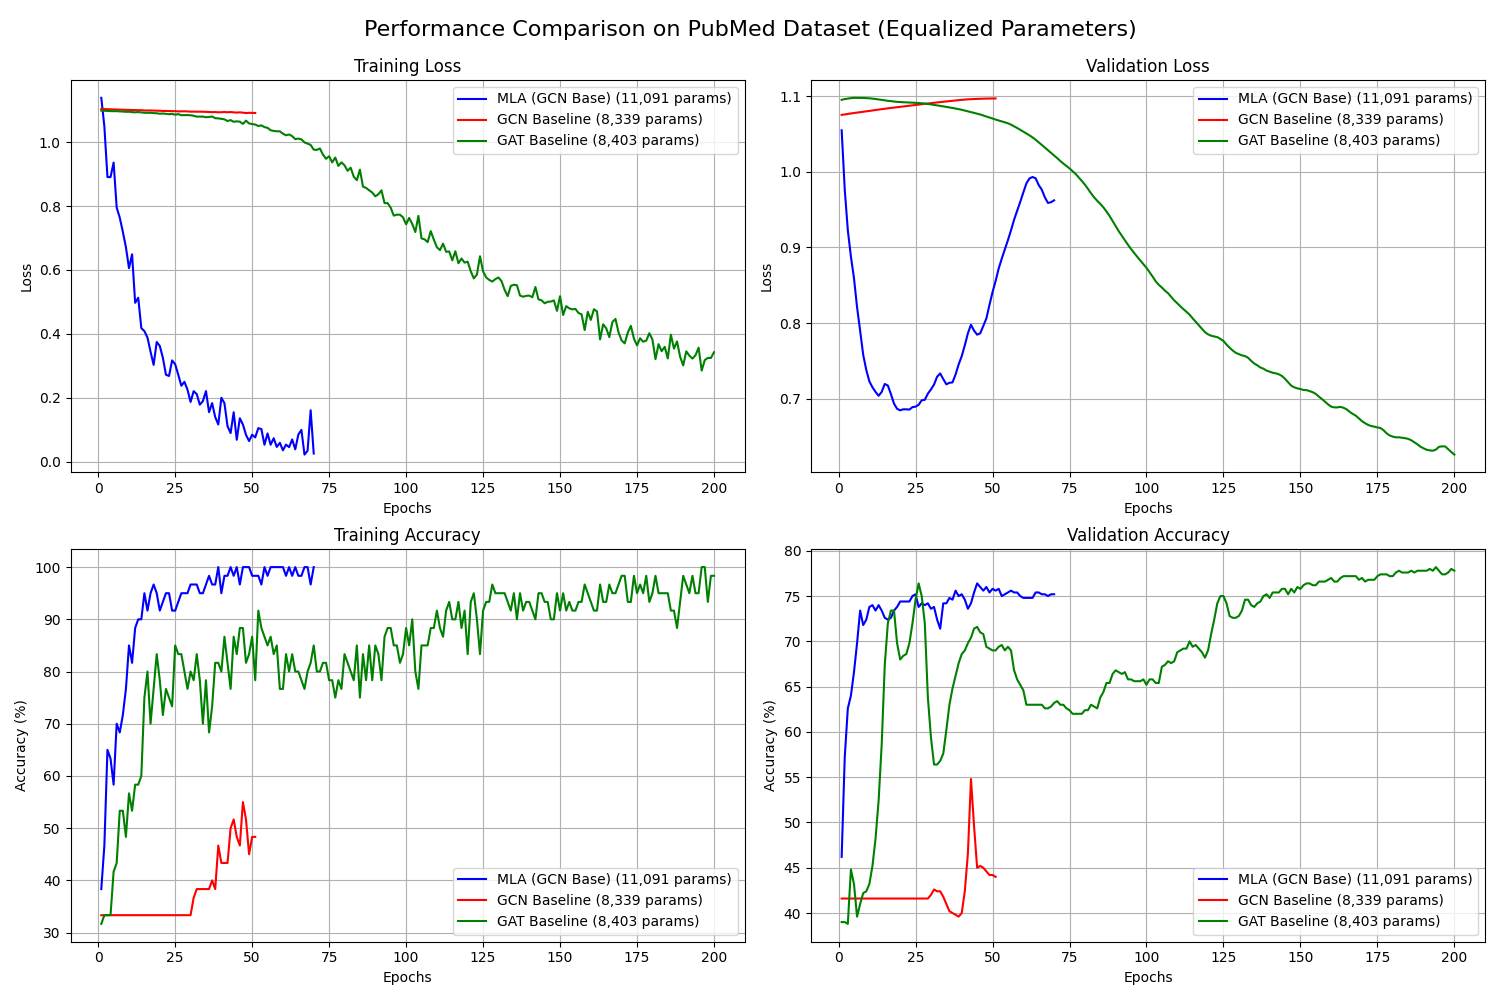 Performance Comparison on PubMed Dataset (Equalized Parameters)
Training Loss
Loss
1.0
0.8
0.6
0.4
0.2
0.0
MLA (GCN Base) (11,091 params)
GCN Baseline (8,339 params)
GAT Baseline (8,403 params)
0 25 50 75 100 125 150 175 200
Epochs
Validation Loss
Loss
1.1
1.0
0.9
0.8
0.7
MLA (GCN Base) (11,091 params)
GCN Baseline (8,339 params)
GAT Baseline (8,403 params)
0 25 50 75 100 125 150 175 200
Epochs
Training Accuracy
Accuracy (%)
100
90
80
70
60
50
40
30
MLA (GCN Base) (11,091 params)
GCN Baseline (8,339 params)
GAT Baseline (8,403 params)
0 25 50 75 100 125 150 175 200
Epochs
Validation Accuracy
Accuracy (%)
80
75
70
65
60
55
50
45
40
MLA (GCN Base) (11,091 params)
GCN Baseline (8,339 params)
GAT Baseline (8,403 params)
0 25 50 75 100 125 150 175 200
Epochs